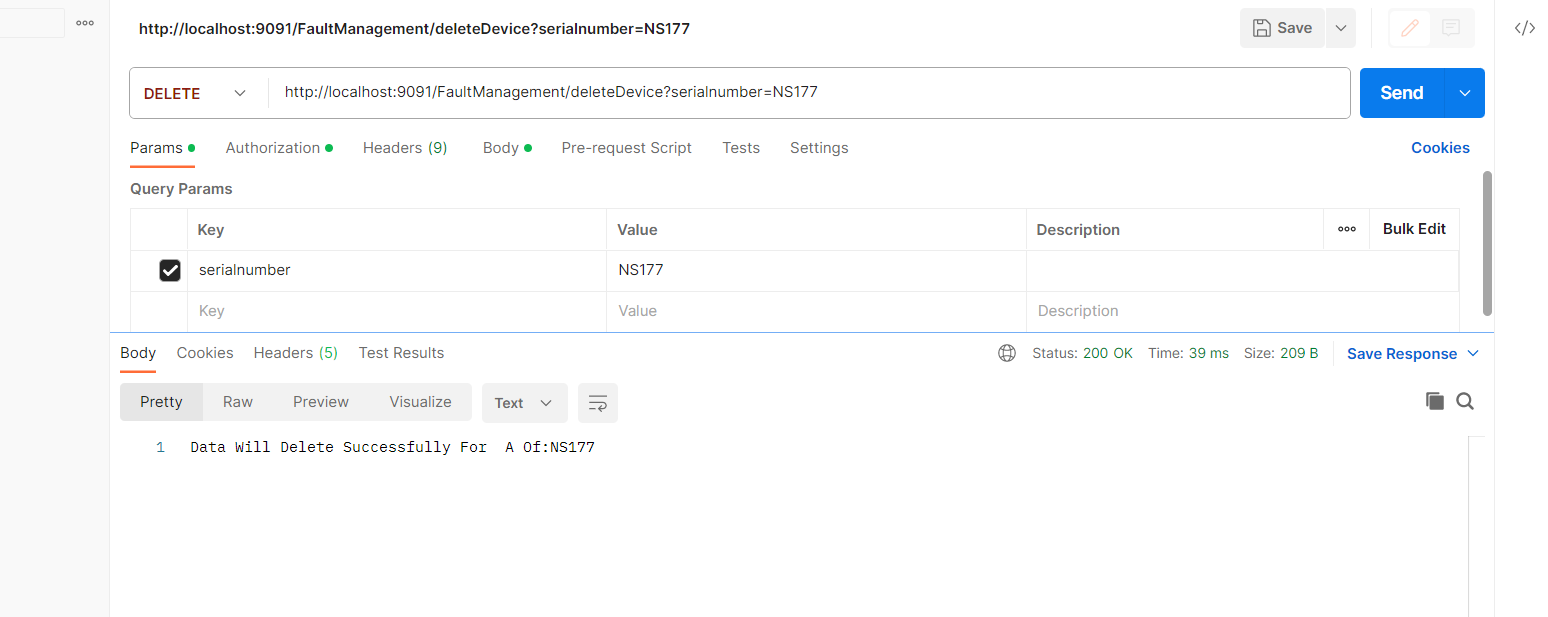 http://localhost:9091/FaultManagement/deleteDevice?serialnumber=NS177
Save
DELETE
http://localhost:9091/FaultManagement/deleteDevice?serialnumber=NS177
Send
Params Authorization Headers (9) Body Pre-request Script Tests Settings Cookies
Query Params
Key Value Description Bulk Edit
serialnumber NS177
Key Value Description
Body Cookies Headers (5) Test Results Status: 200 OK Time: 39 ms Size: 209 B Save Response
Pretty Raw Preview Visualize Text
1 Data Will Delete Successfully For  A Of:NS177